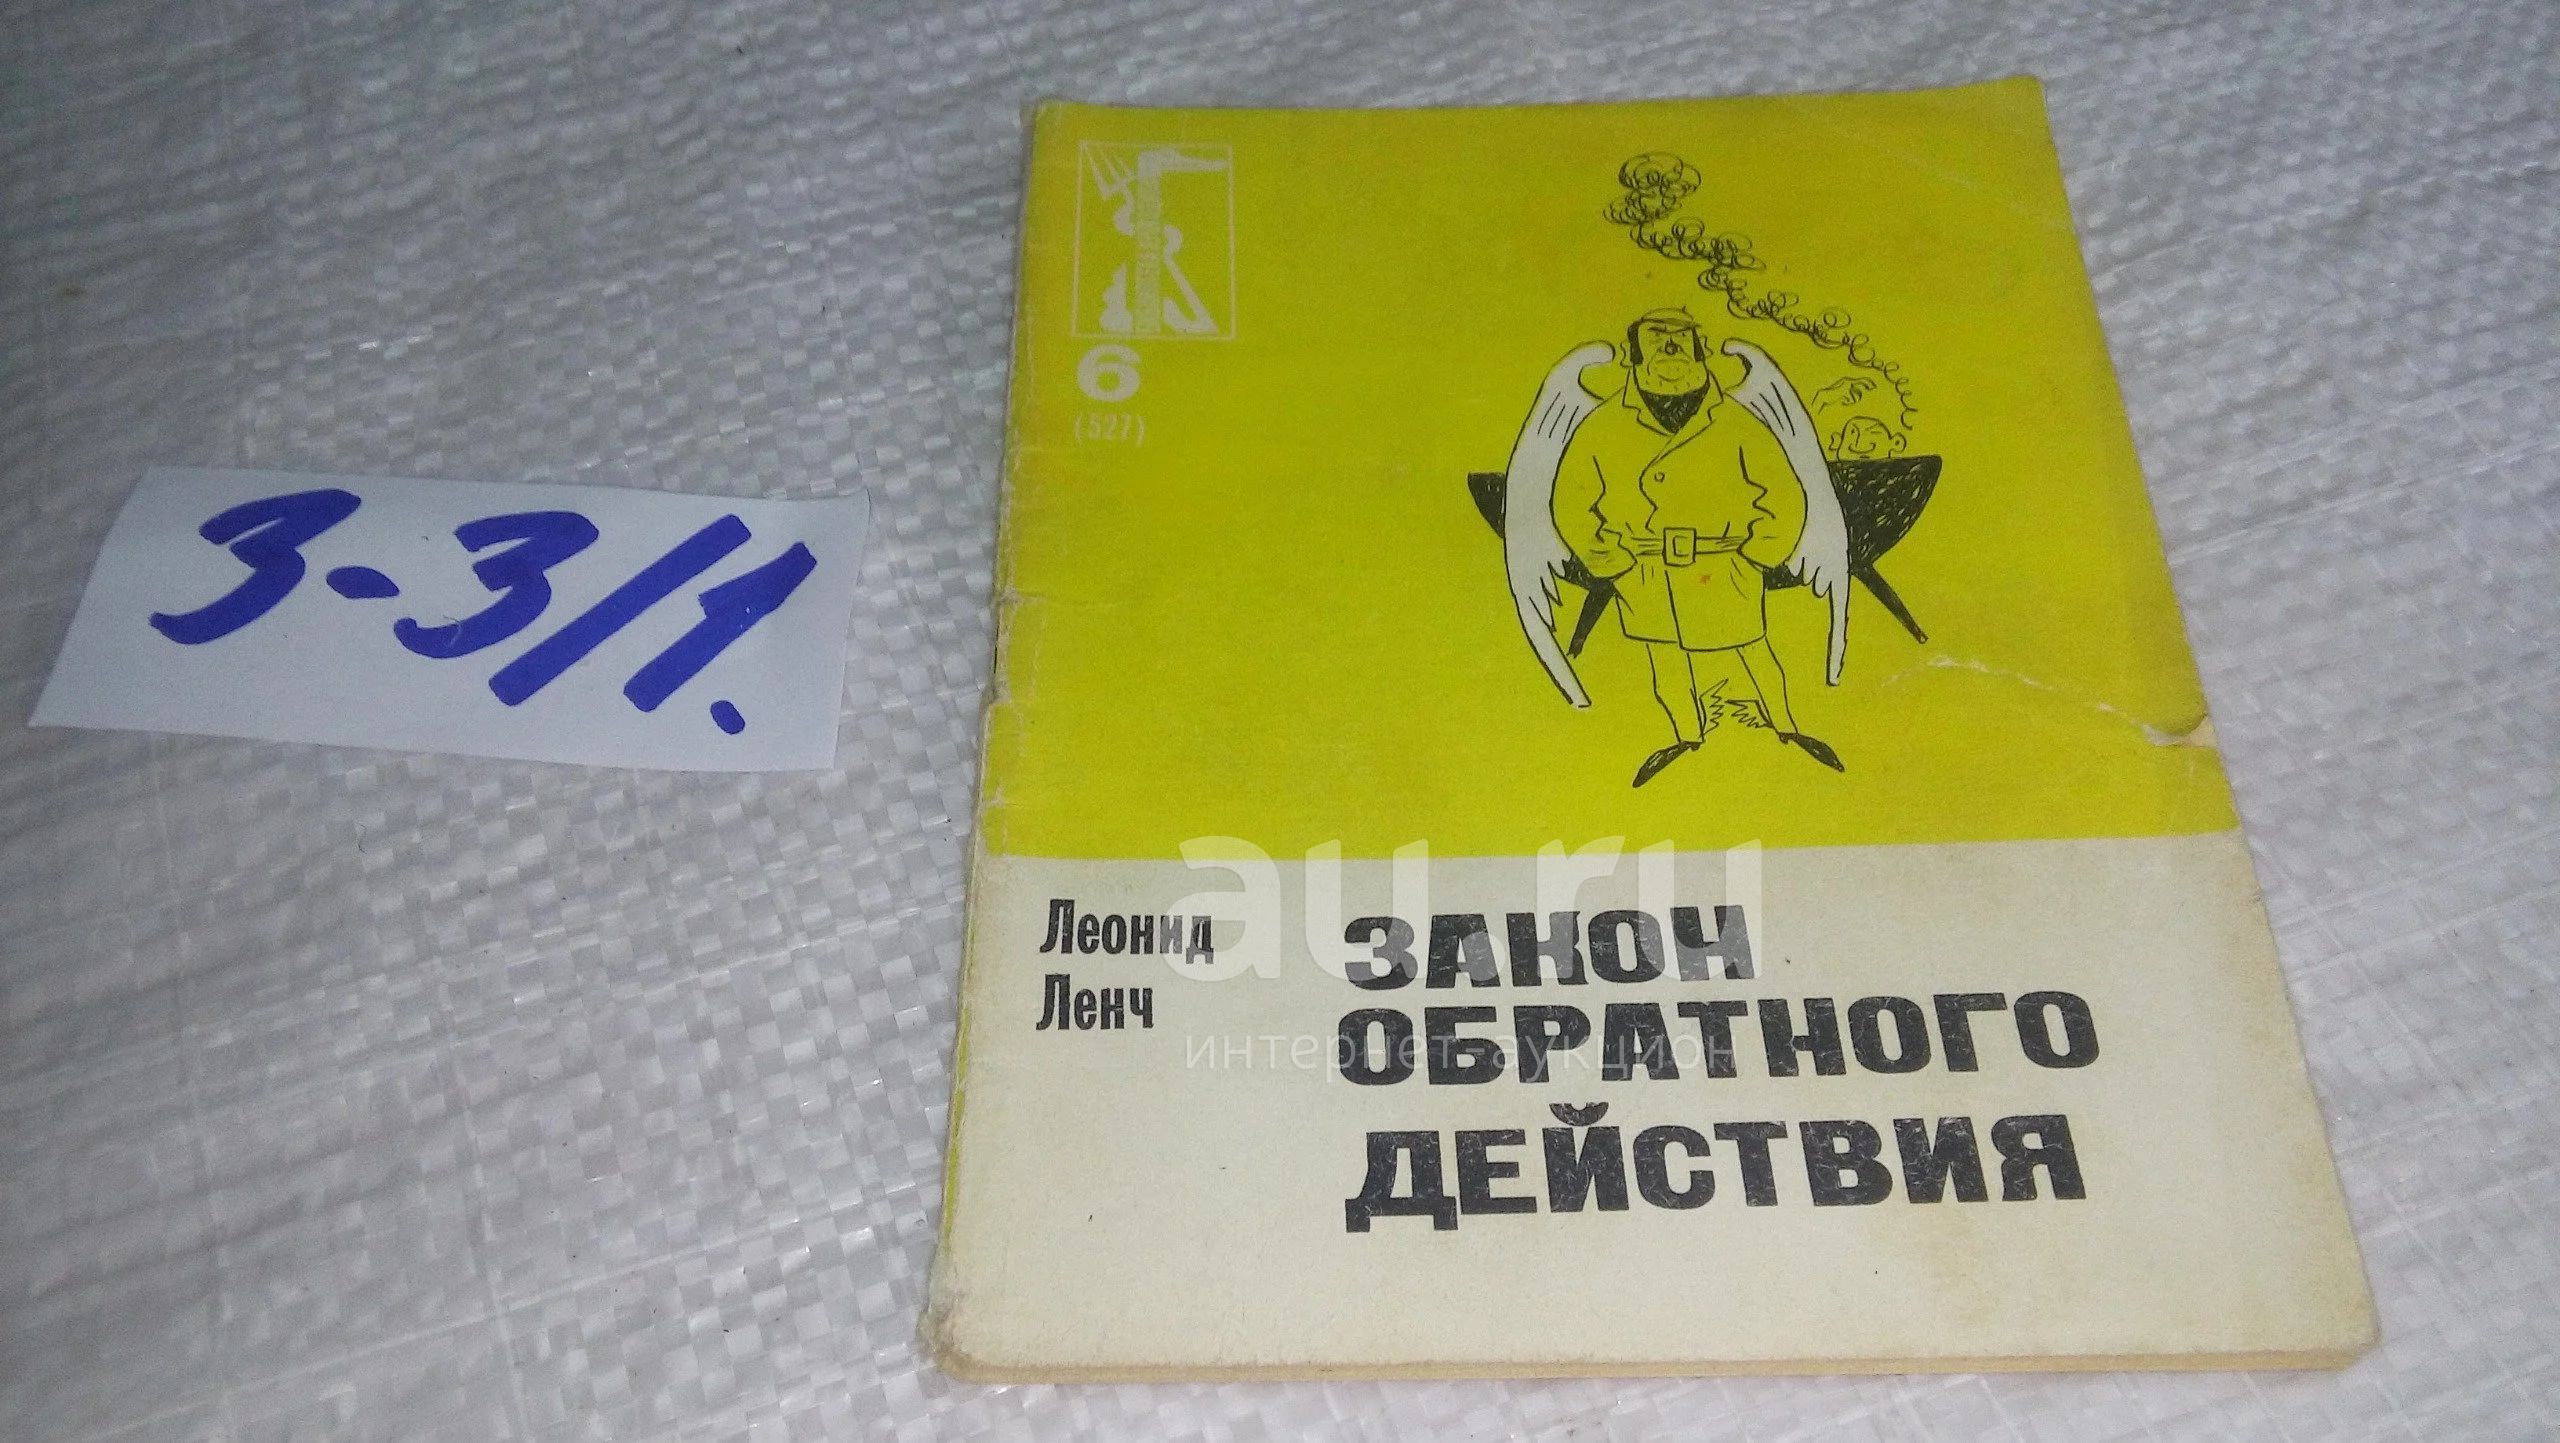 3-3/1.
6
(527)
Леонид
Ленч
ЗАКОН
ОБРАТНОГО
ДЕЙСТВИЯ
au.ru
интернет-аукцион